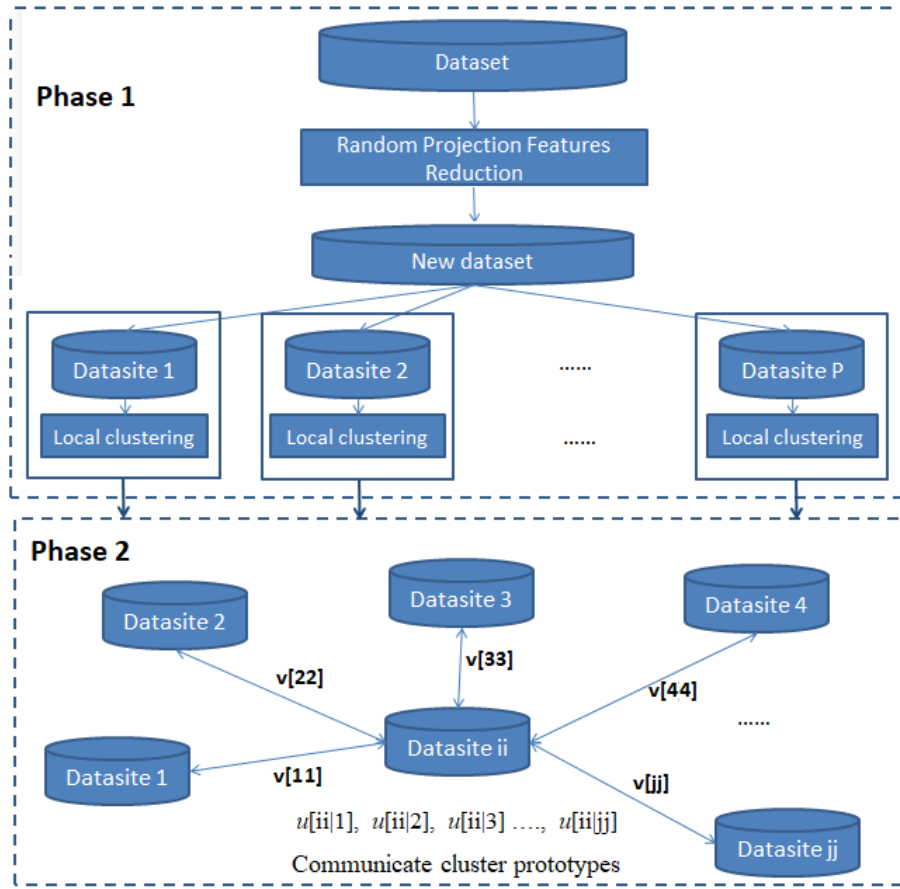 Dataset
Phase 1
Random Projection Features
Reduction
New dataset
Datasite 1
Datasite 2
......
Datasite P
Local clustering
Local clustering
......
Local clustering
Phase 2
Datasite 2
Datasite 3
Datasite 4
v[22]
v[33]
v[44]
......
Datasite 1
Datasite ii
v[11]
v[jj]
u[ii|1], u[ii|2], u[ii|3] ...., u[ii|jj]
Datasite jj
Communicate cluster prototypes